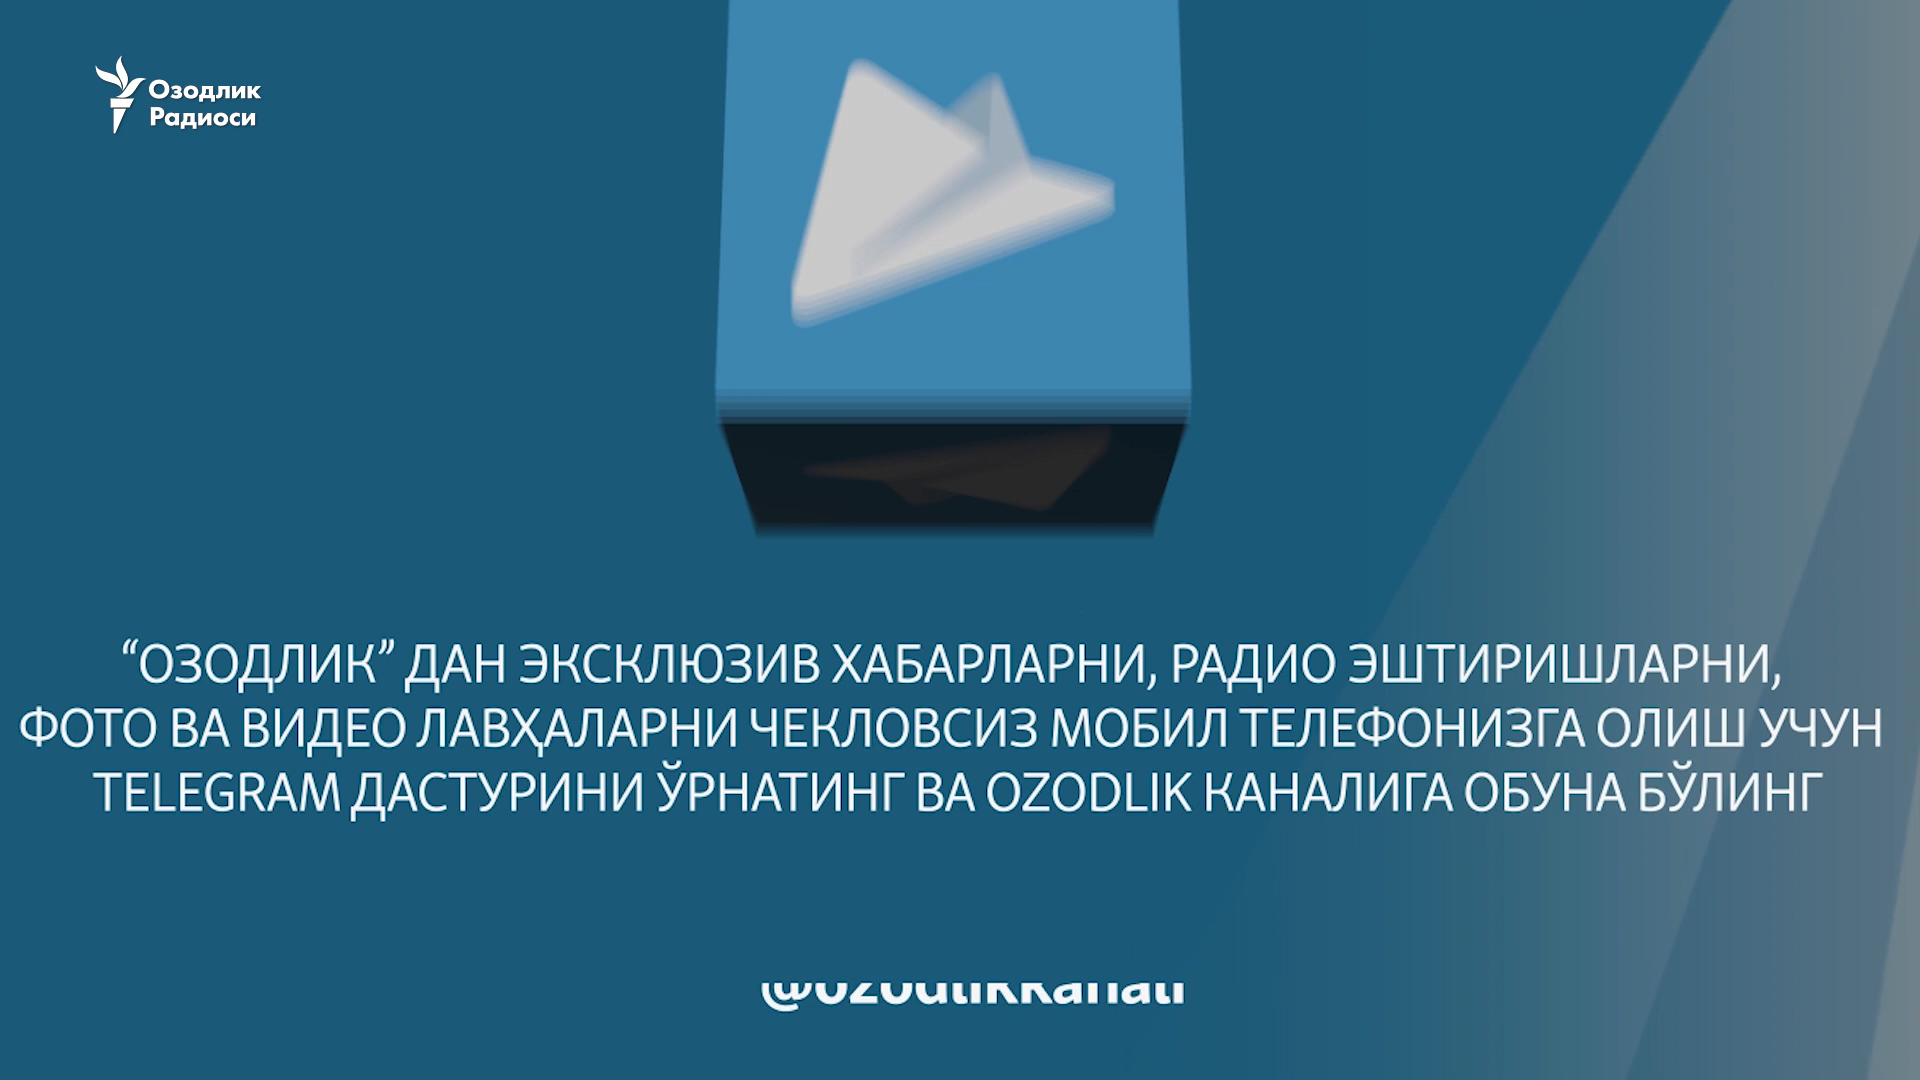 Озодлик
Радиоси
“ОЗОДЛИК” ДАН ЭКСКЛЮЗИВ ХАБАРЛАРНИ, РАДИО ЭШТИРИШЛАРНИ,
ФОТО ВА ВИДЕО ЛАВҲАЛАРНИ ЧЕКЛОВСИЗ МОБИЛ ТЕЛЕФОНИЗГА ОЛИШ УЧУН
TELEGRAM ДАСТУРИНИ ЎРНАТИНГ ВА OZODLIK КАНАЛИГА ОБУНА БЎЛИНГ
@ozodlikkanali